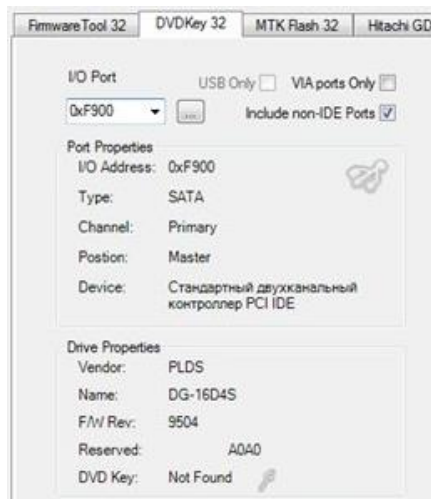 FirmwareTool 32 DVDKey 32 MTK Flash 32 Hitachi GD
I/O Port USB Only VIA ports Only
0xF900 ... Include non-IDE Ports
Port Properties
I/O Address: 0xF900
Type: SATA
Channel: Primary
Postion: Master
Device: Стандартный двухканальный
контроллер PCI IDE
Drive Properties
Vendor: PLDS
Name: DG-16D4S
F/W Rev: 9504
Reserved: A0A0
DVD Key: Not Found